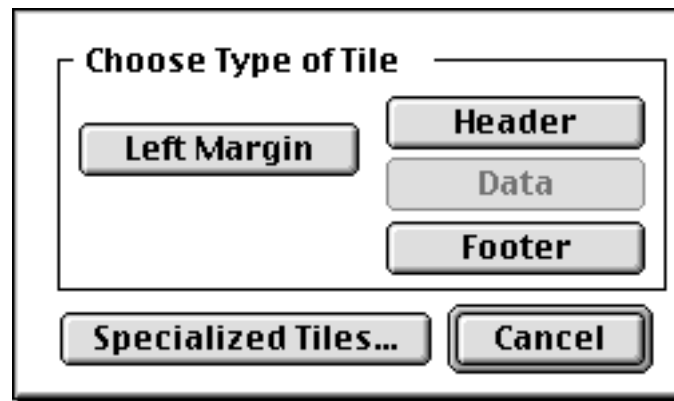 Choose Type of Tile
Left Margin
Header
Data
Footer
Specialized Tiles...
Cancel